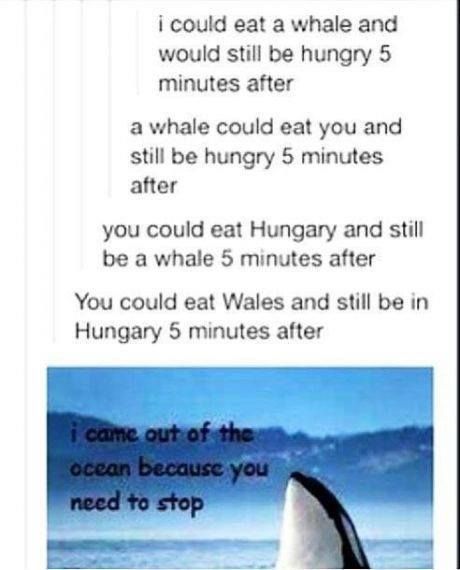 i could eat a whale and
would still be hungry 5
minutes after
a whale could eat you and
still be hungry 5 minutes
after
you could eat Hungary and still
be a whale 5 minutes after
You could eat Wales and still be in
Hungary 5 minutes after
i came out of the
ocean because you
need to stop